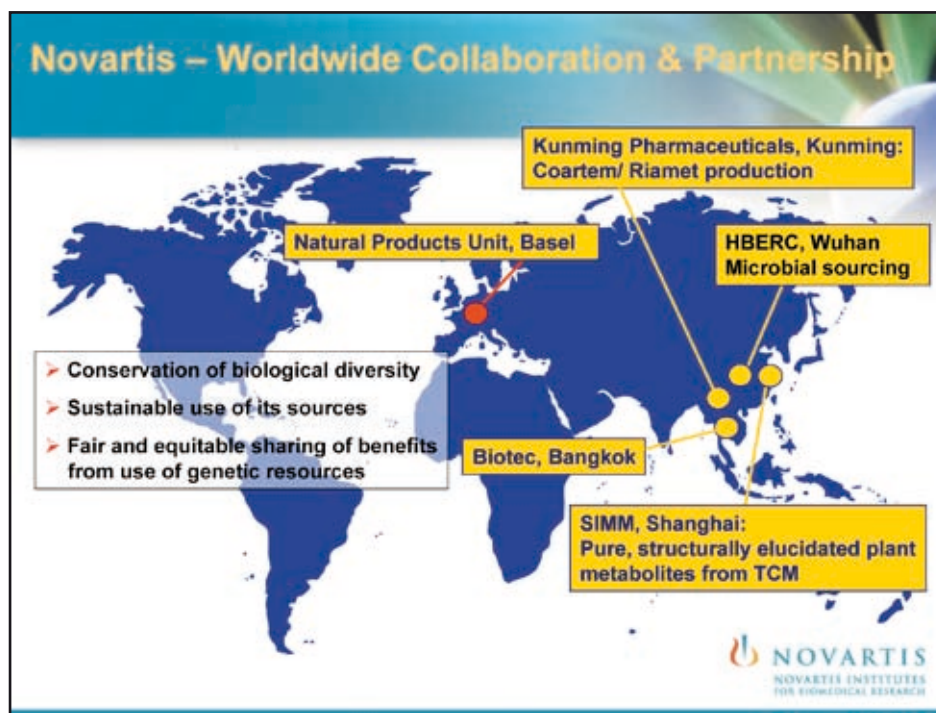 Novartis – Worldwide Collaboration & Partnership
Kunming Pharmaceuticals, Kunming:
Coartem/ Riamet production
Natural Products Unit, Basel
HBERC, Wuhan
Microbial sourcing
➢ Conservation of biological diversity
➢ Sustainable use of its sources
➢ Fair and equitable sharing of benefits
from use of genetic resources
Biotec, Bangkok
SIMM, Shanghai:
Pure, structurally elucidated plant
metabolites from TCM
NOVARTIS
NOVARTIS INSTITUTES
FOR BIOMEDICAL RESEARCH